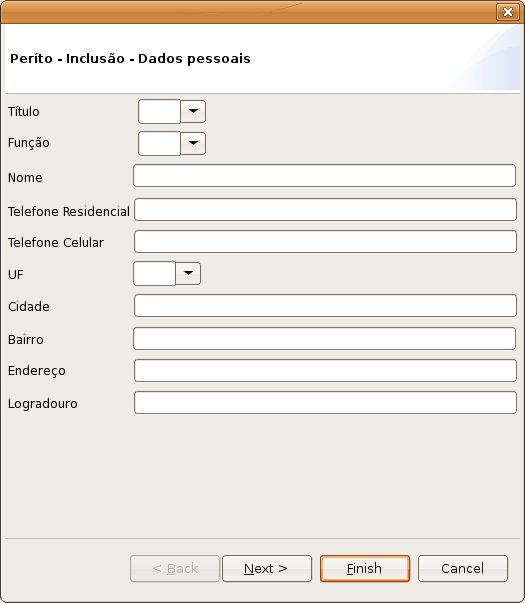 Períto - Inclusão - Dados pessoais
Título
Função
Nome
Telefone Residencial
Telefone Celular
UF
Cidade
Bairro
Endereço
Logradouro
< Back
Next >
Finish
Cancel